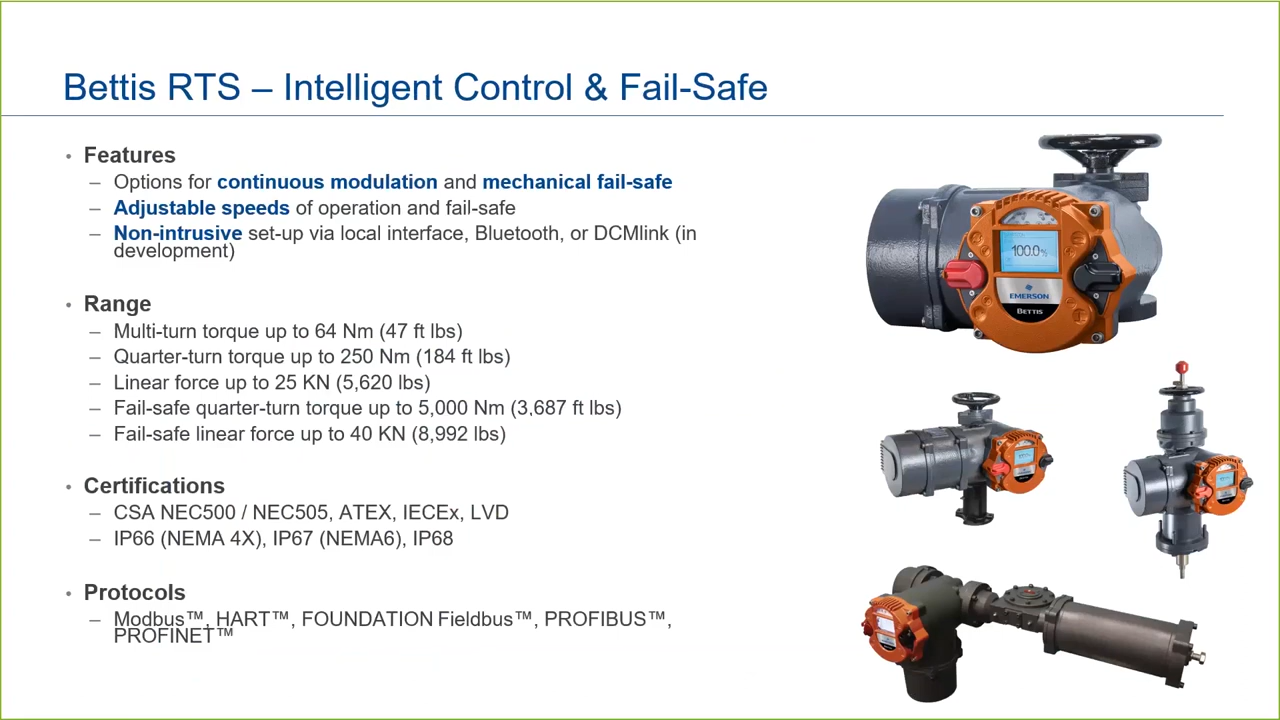 Bettis RTS – Intelligent Control & Fail-Safe
• Features
– Options for continuous modulation and mechanical fail-safe
– Adjustable speeds of operation and fail-safe
– Non-intrusive set-up via local interface, Bluetooth, or DCMlink (in
development)
• Range
– Multi-turn torque up to 64 Nm (47 ft lbs)
– Quarter-turn torque up to 250 Nm (184 ft lbs)
– Linear force up to 25 KN (5,620 lbs)
– Fail-safe quarter-turn torque up to 5,000 Nm (3,687 ft lbs)
– Fail-safe linear force up to 40 KN (8,992 lbs)
• Certifications
– CSA NEC500 / NEC505, ATEX, IECEx, LVD
– IP66 (NEMA 4X), IP67 (NEMA6), IP68
• Protocols
– Modbus™, HART™, FOUNDATION Fieldbus™, PROFIBUS™,
PROFINET™
100.0%
EMERSON
BETTIS